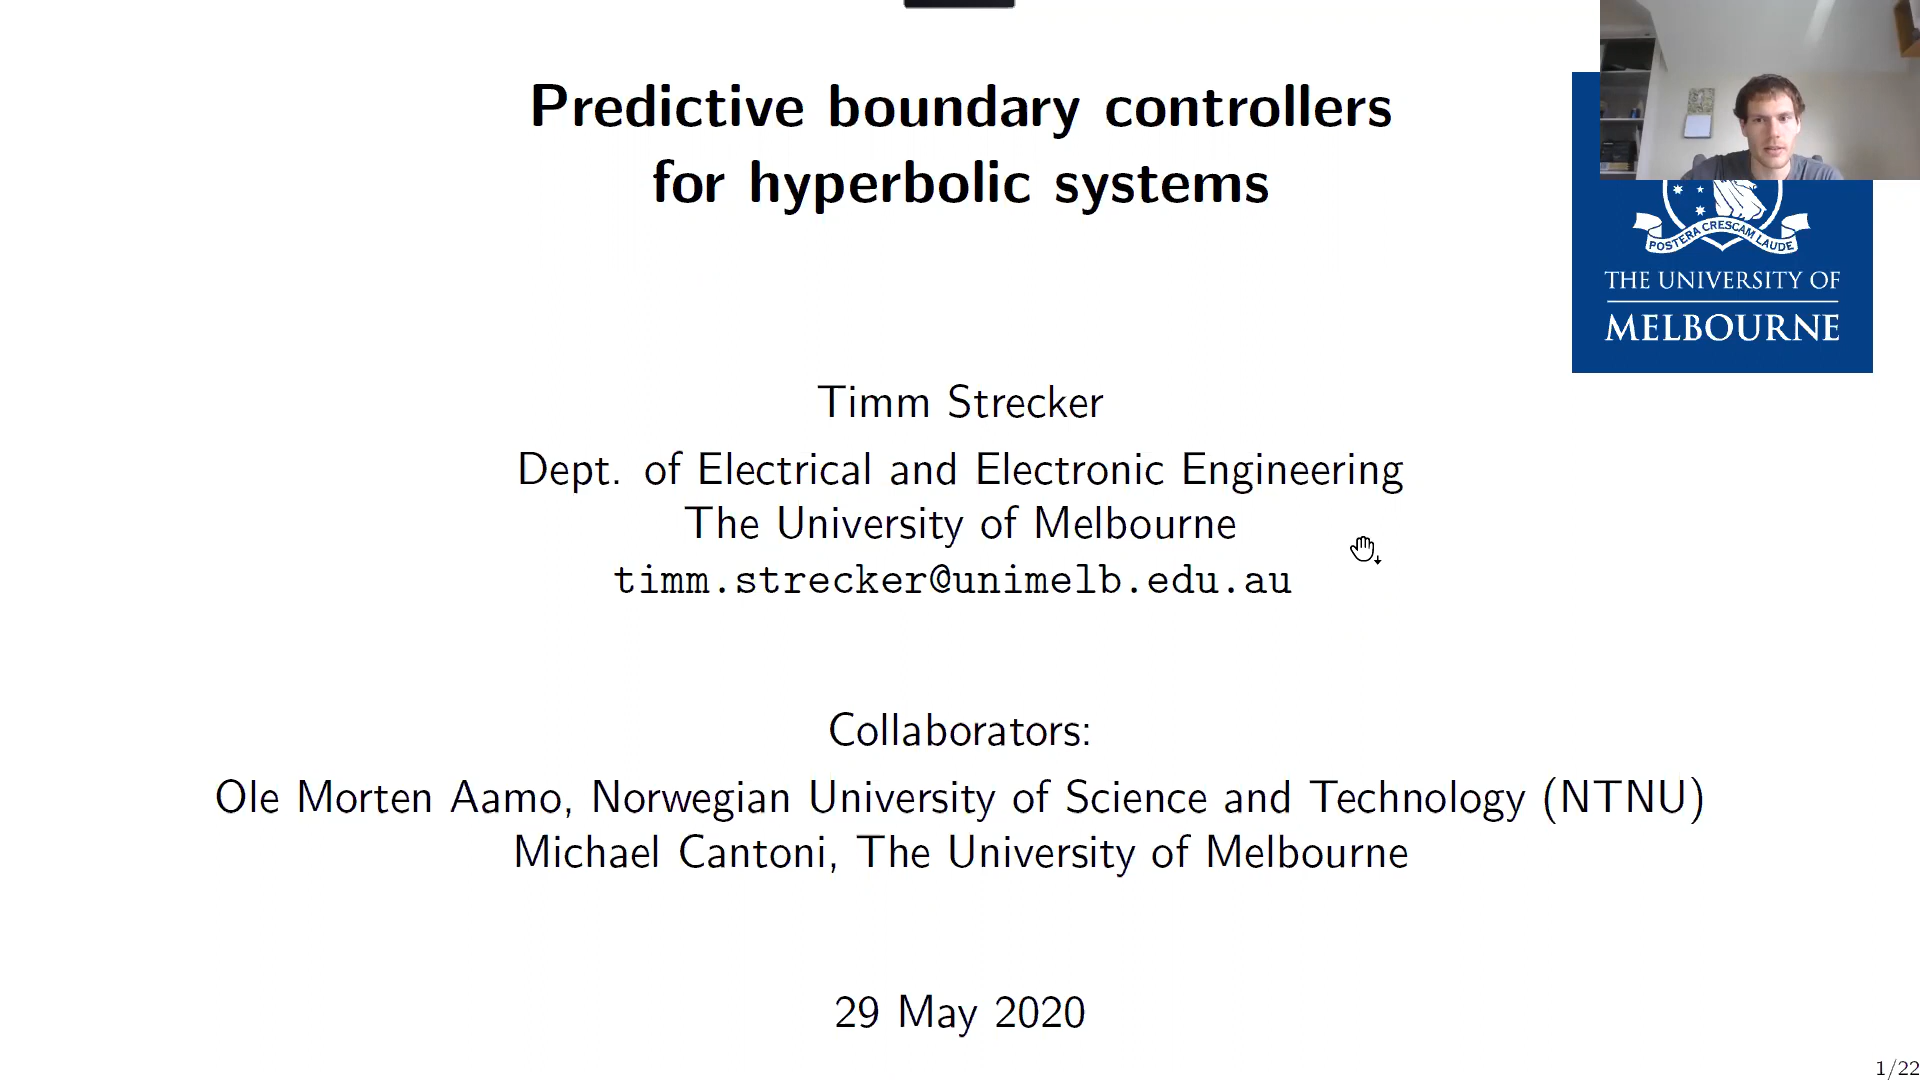 Predictive boundary controllers
for hyperbolic systems
POSTERA CRESCAM LAUDE
THE UNIVERSITY OF
MELBOURNE
Timm Strecker
Dept. of Electrical and Electronic Engineering
The University of Melbourne
timm.strecker@unimelb.edu.au
Collaborators:
Ole Morten Aamo, Norwegian University of Science and Technology (NTNU)
Michael Cantoni, The University of Melbourne
29 May 2020
1/22